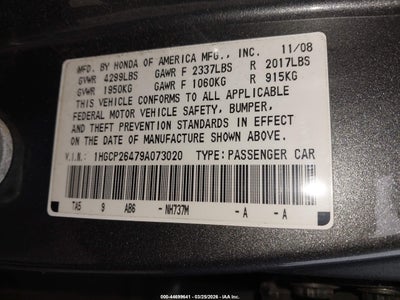 MFD. BY HONDA OF AMERICA MFG., INC. 11/08
GVWR 4299LBS GAWR F 2337LBS R 2017LBS
GVWR 1950KG GAWR F 1060KG R 915KG
THIS VEHICLE CONFORMS TO ALL APPLICABLE
FEDERAL MOTOR VEHICLE SAFETY, BUMPER,
AND THEFT PREVENTION STANDARDS IN EFFECT
ON THE DATE OF MANUFACTURE SHOWN ABOVE.
V.I.N.: 1HGCP26479A073020 TYPE: PASSENGER CAR
TA5 9 AB6 - NH737M - A - A
000-44699641 - 03/25/2026 - IAA Inc.